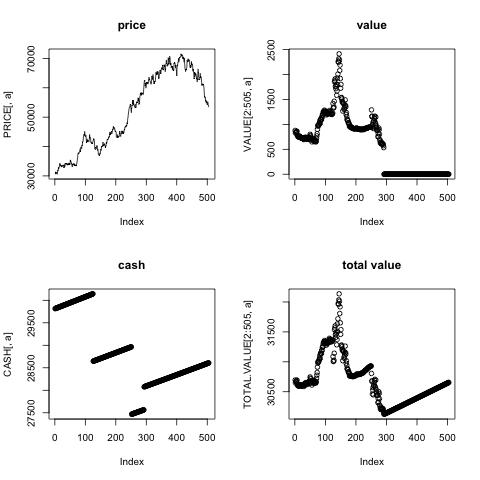 price
PRICE[, a]
30000 50000 70000
0 100 200 300 400 500
Index
value
VALUE[2:505, a]
0 500 1500 2500
0 100 200 300 400 500
Index
cash
CASH[, a]
27500 28500 29500
0 100 200 300 400 500
Index
total value
TOTAL.VALUE[2:505, a]
30500 31500
0 100 200 300 400 500
Index